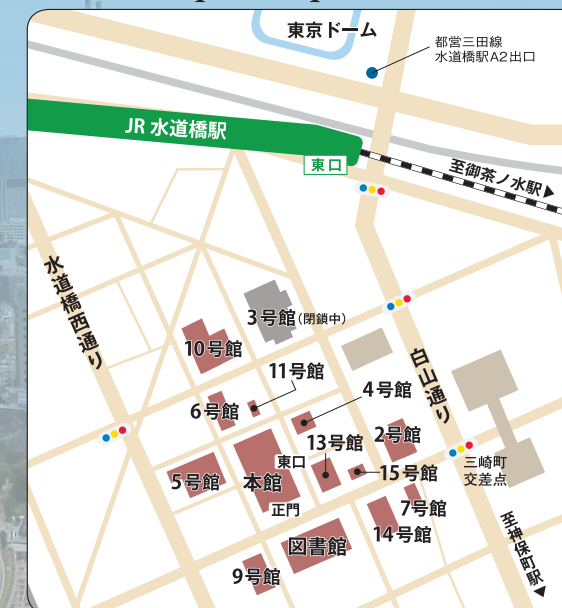 東京ドーム
都営三田線
水道橋駅A2出口
JR 水道橋駅
東口
至御茶ノ水駅▶
水道橋西通り
3号館(閉鎖中)
10号館
11号館
白山通り
4号館
6号館
2号館
13号館
東口
15号館
三崎町
交差点
5号館
本館
正門
7号館
14号館
図書館
9号館
至神保町駅▶